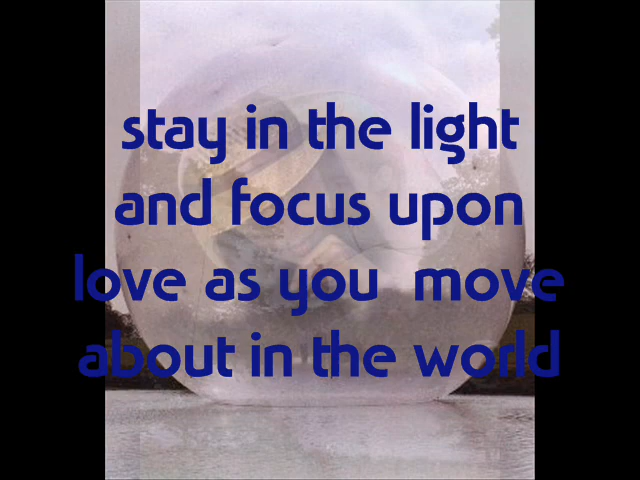 stay in the light
and focus upon
love as you move
about in the world